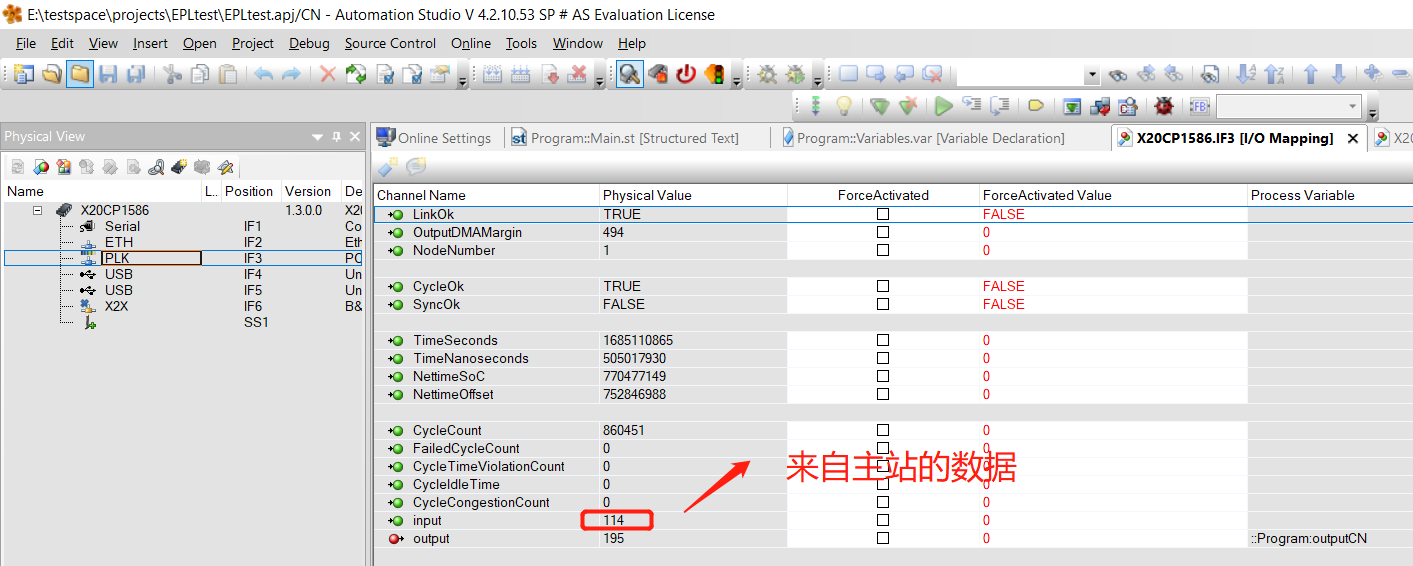 E:\testspace\projects\EPLtest\EPLtest.apj/CN - Automation Studio V 4.2.10.53 SP # AS Evaluation License
File Edit View Insert Open Project Debug Source Control Online Tools Window Help
Physical View
Online Settings Program::Main.st [Structured Text] Program::Variables.var [Variable Declaration] X20CP1586.IF3 [I/O Mapping] X20
Name L.. Position Version De
X20CP1586 1.3.0.0 X20
Serial IF1 Co
ETH IF2 Eth
PLK IF3 PO
USB IF4 Un
USB IF5 Un
X2X IF6 B&
SS1
Channel Name Physical Value ForceActivated ForceActivated Value Process Variable
LinkOk TRUE FALSE
OutputDMAMargin 494 0
NodeNumber 1 0
CycleOk TRUE FALSE
SyncOk FALSE FALSE
TimeSeconds 1685110865 0
TimeNanoseconds 505017930 0
NettimeSoC 770477149 0
NettimeOffset 752846988 0
CycleCount 860451 0
FailedCycleCount 0 0
CycleTimeViolationCount 0 0
CycleIdleTime 0 0
CycleCongestionCount 0 0
input 114 0
output 195 0 ::Program:outputCN
来自主站的数据